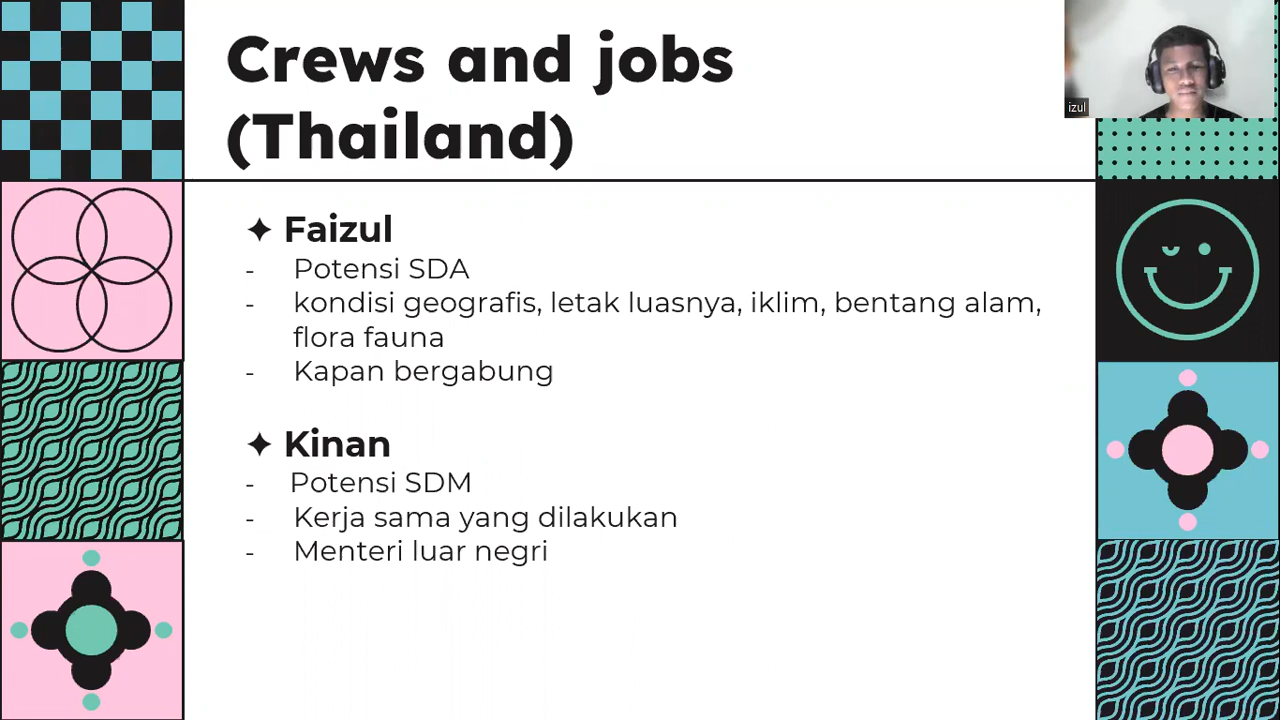 Crews and jobs
(Thailand)
izul
✦ Faizul
- Potensi SDA
- kondisi geografis, letak luasnya, iklim, bentang alam,
flora fauna
- Kapan bergabung
✦ Kinan
- Potensi SDM
- Kerja sama yang dilakukan
- Menteri luar negri